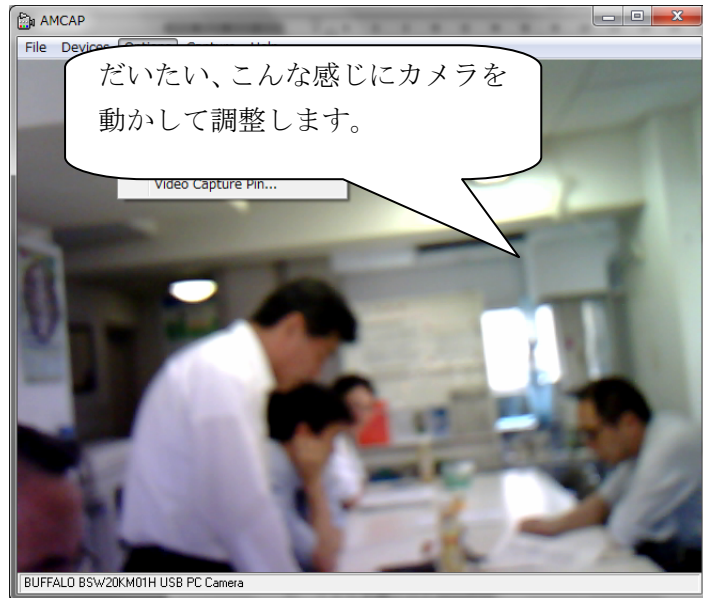 AMCAP
File
だいたい、こんな感じにカメラを
動かして調整します。
Video Capture Pin...
BUFFALO BSW20KM01H USB PC Camera